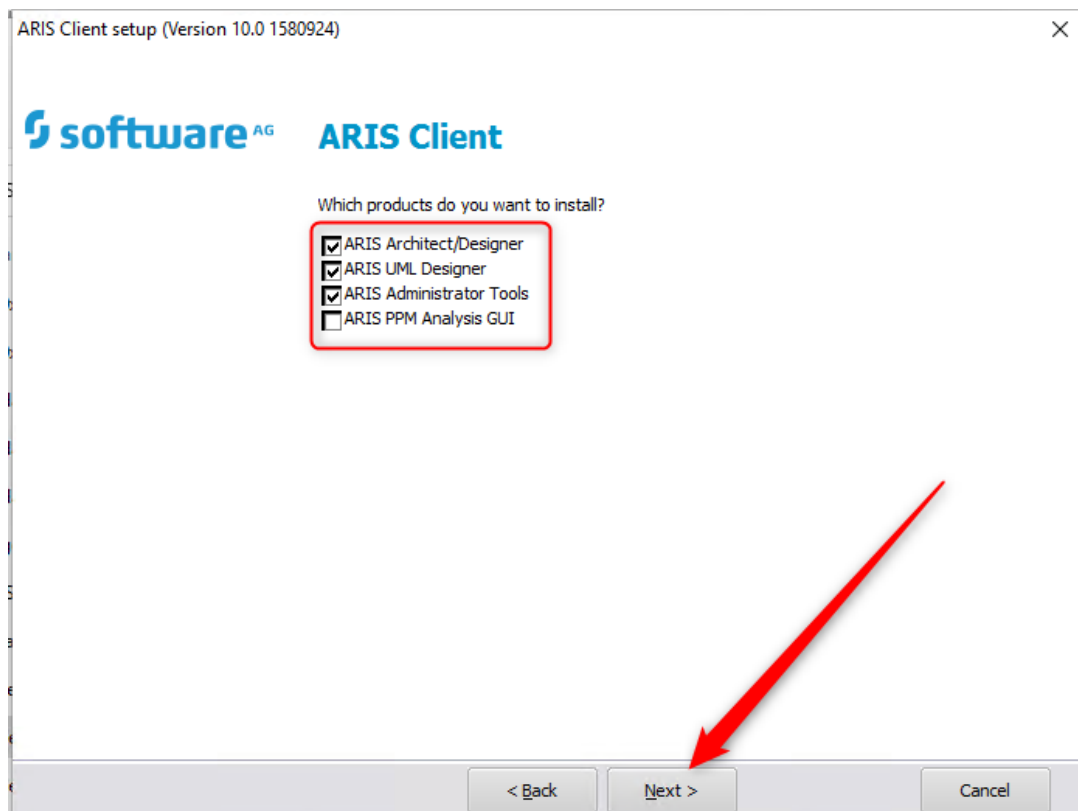 ARIS Client setup (Version 10.0 1580924)
software AG
ARIS Client
Which products do you want to install?
ARIS Architect/Designer
ARIS UML Designer
ARIS Administrator Tools
ARIS PPM Analysis GUI
< Back
Next >
Cancel